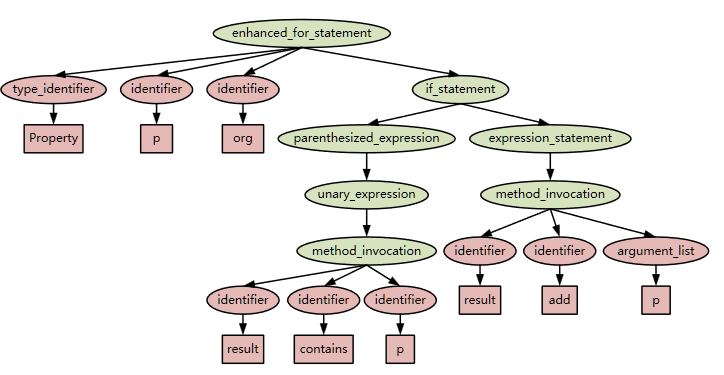 enhanced_for_statement
type_identifier identifier identifier if_statement
Property p org parenthesized_expression expression_statement
unary_expression method_invocation
method_invocation identifier identifier argument_list
identifier identifier identifier result add p
result contains p